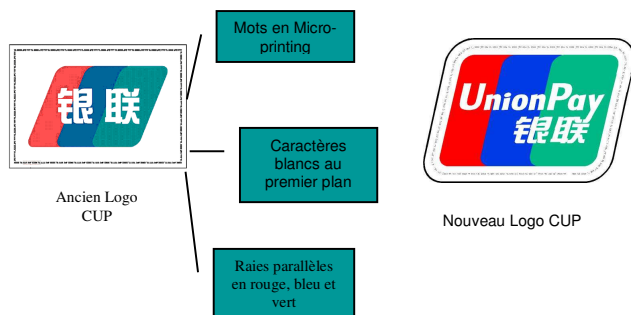 Mots en Micro-
printing
银联
Ancien Logo
CUP
Caractères
blancs au
premier plan
Raies parallèles
en rouge, bleu et
vert
UnionPay
银联
Nouveau Logo CUP